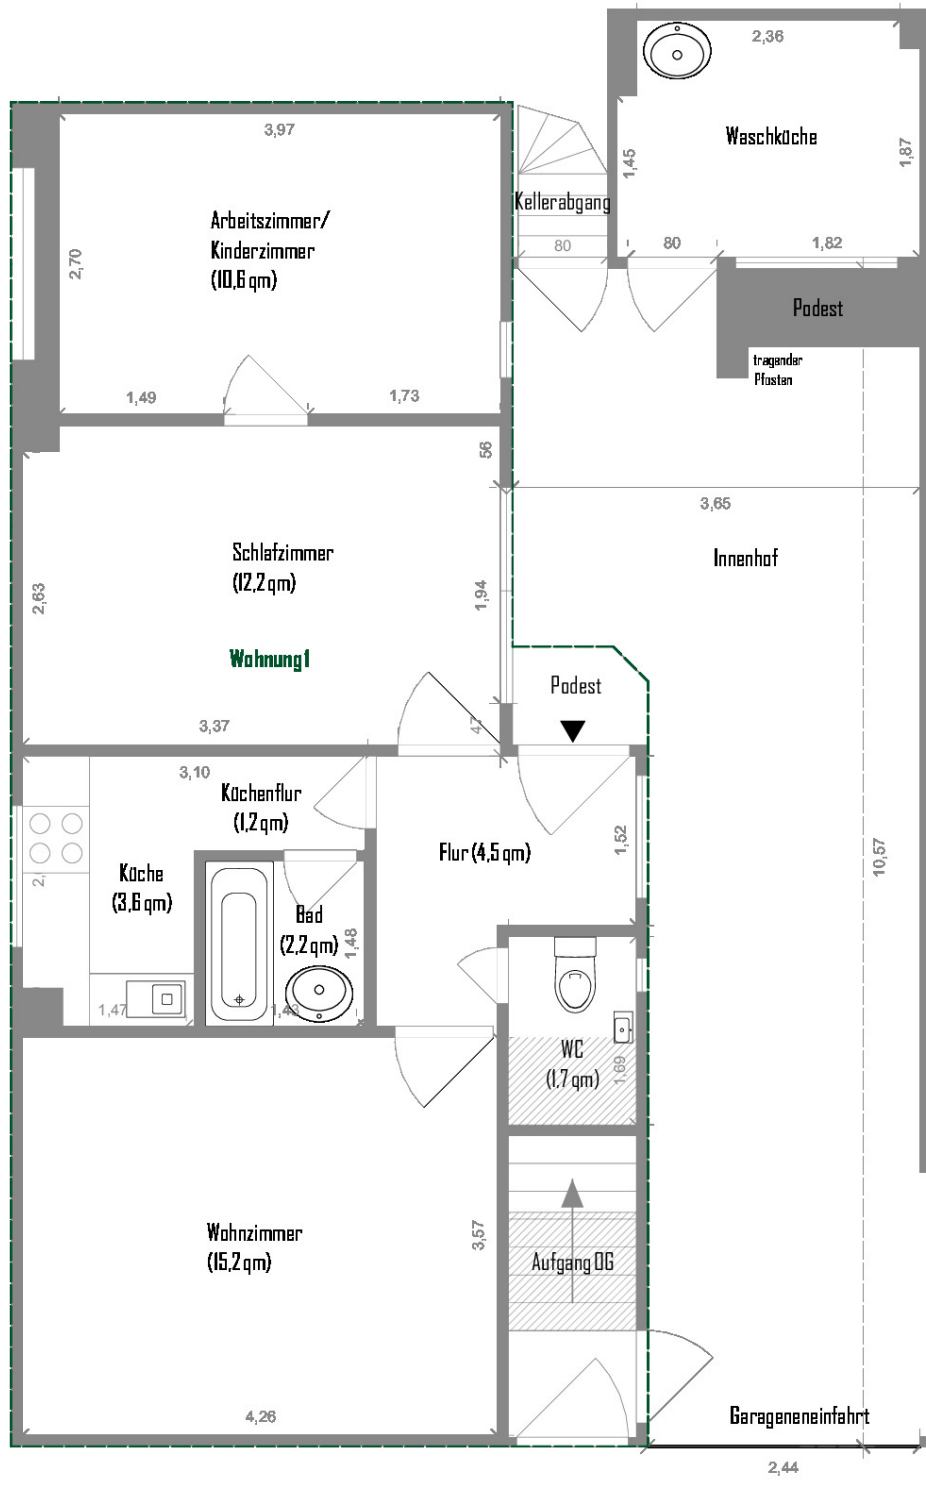 2,36
Waschküche
1,87
1,45
3,97
Kellerabgang
Arbeitszimmer/
Kinderzimmer
(10,6 qm)
2,70
80
80
1,82
Podest
tragender
Pfosten
1,49
1,73
56
3,65
Schlafzimmer
(12,2 qm)
Innenhof
2,63
1,94
Wohnung1
Podest
3,37
47
3,10
Küchenflur
(1,2 qm)
Flur (4,5 qm)
1,52
10,57
Küche
(3,6 qm)
2,
Bad
(2,2 qm)
1,48
1,47
1,43
WC
(1,7 qm)
1,69
Wohnzimmer
(15,2 qm)
3,57
Aufgang OG
4,26
Garageneneinfahrt
2,44